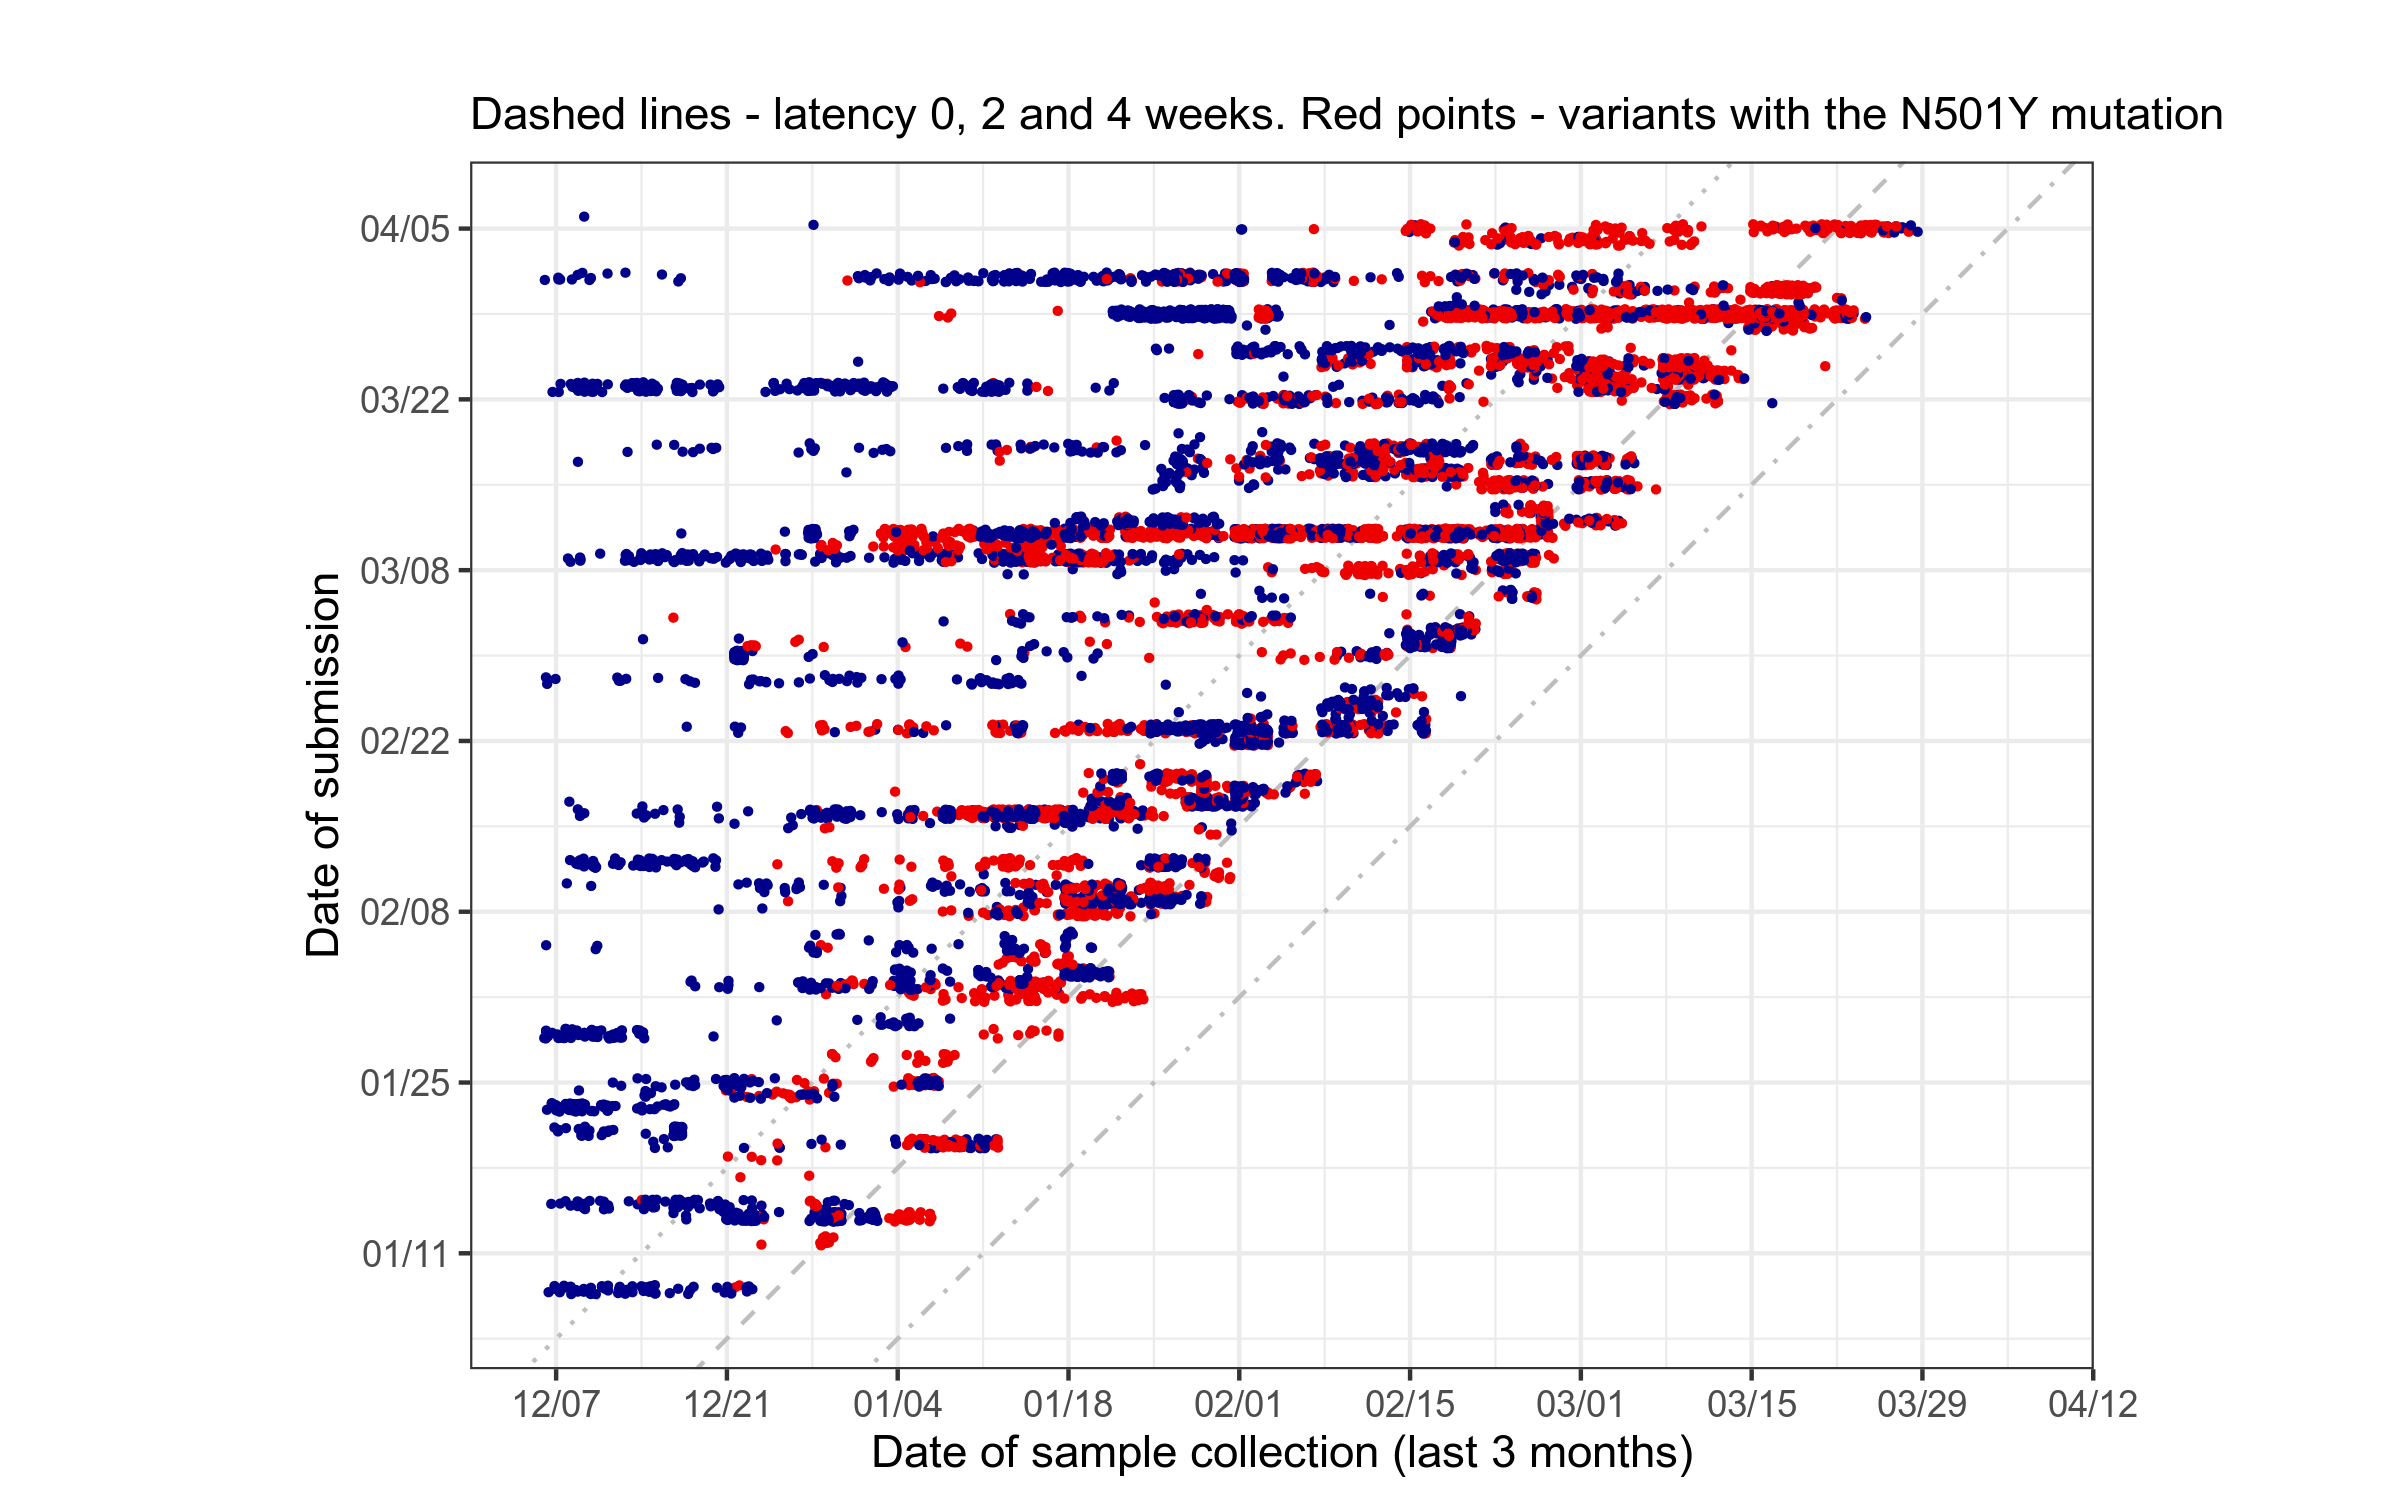 Dashed lines - latency 0, 2 and 4 weeks. Red points - variants with the N501Y mutation
Date of submission
04/05
03/22
03/08
02/22
02/08
01/25
01/11
12/07 12/21 01/04 01/18 02/01 02/15 03/01 03/15 03/29 04/12
Date of sample collection (last 3 months)